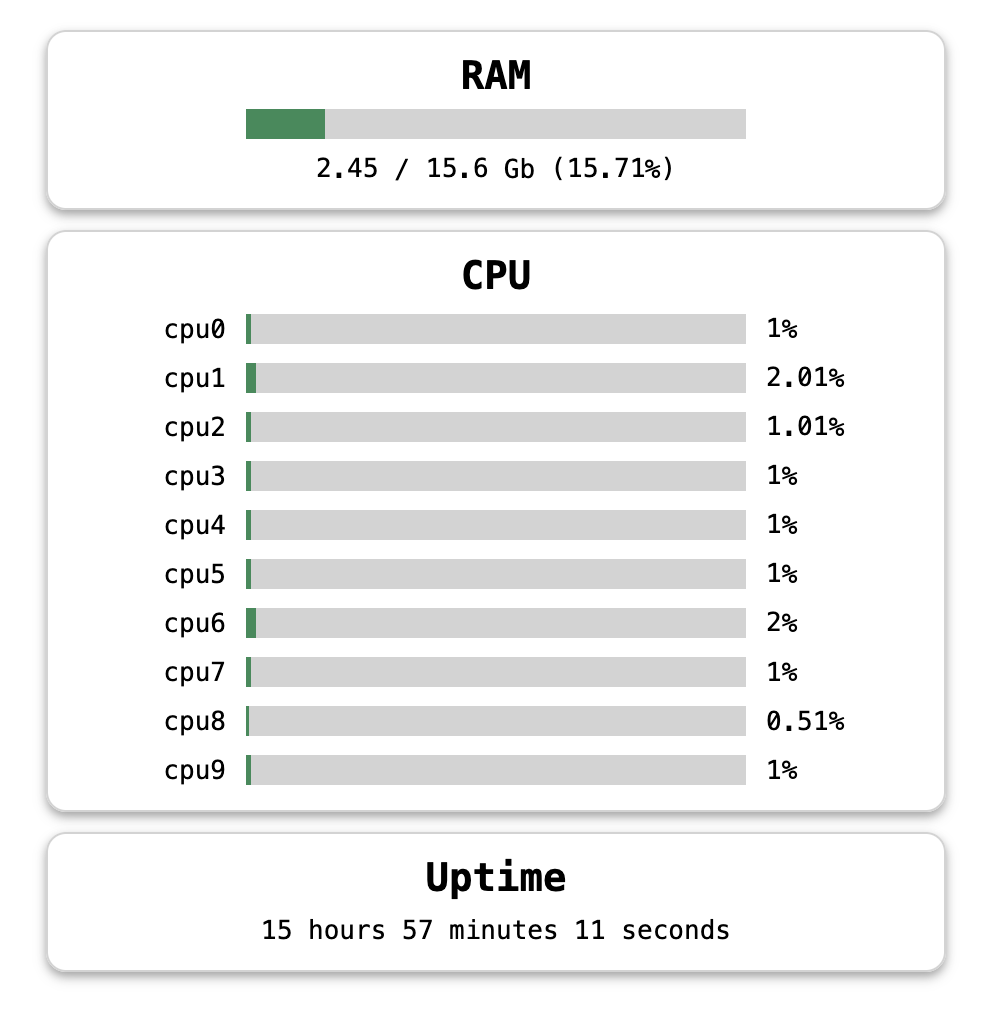 RAM
2.45 / 15.6 Gb (15.71%)
CPU
cpu0 1%
cpu1 2.01%
cpu2 1.01%
cpu3 1%
cpu4 1%
cpu5 1%
cpu6 2%
cpu7 1%
cpu8 0.51%
cpu9 1%
Uptime
15 hours 57 minutes 11 seconds